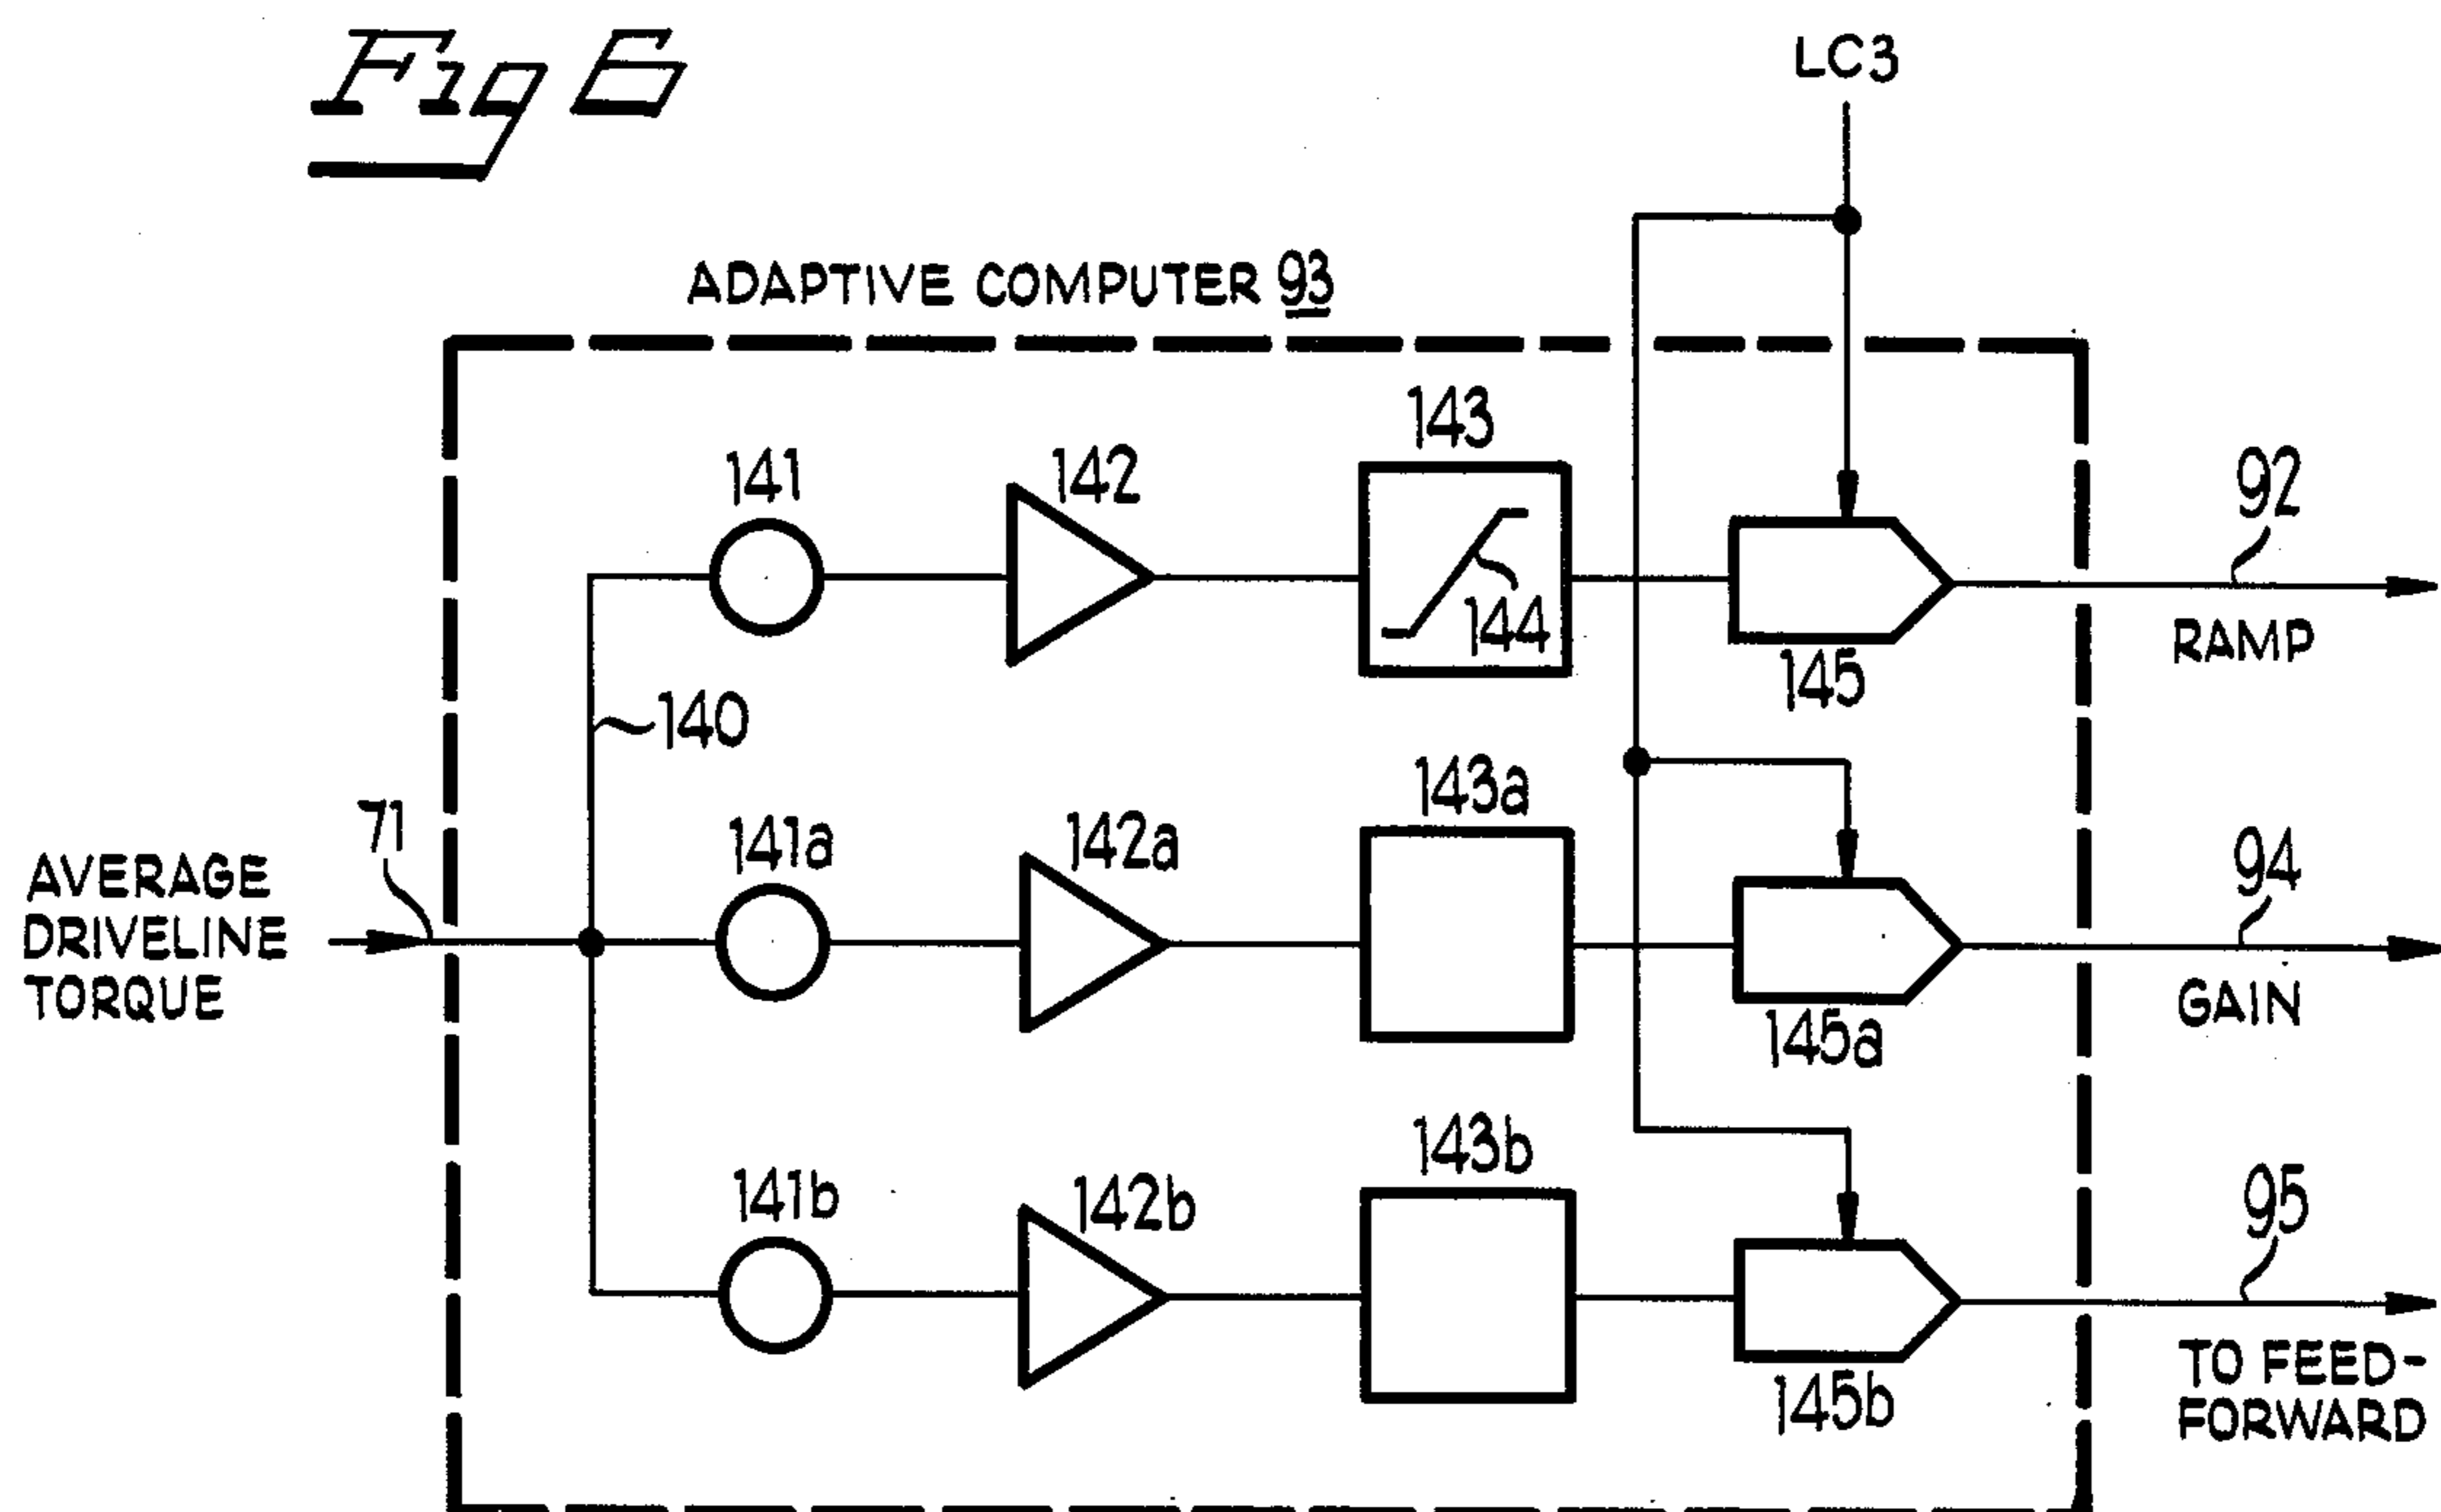 Fig 6
LC3
ADAPTIVE COMPUTER 93
143
141
142
92
144
RAMP
145
140
143a
71
141a
142a
94
AVERAGE
DRIVELINE
TORQUE
GAIN
145a
143b
141b
142b
95
TO FEED-
FORWARD
145b